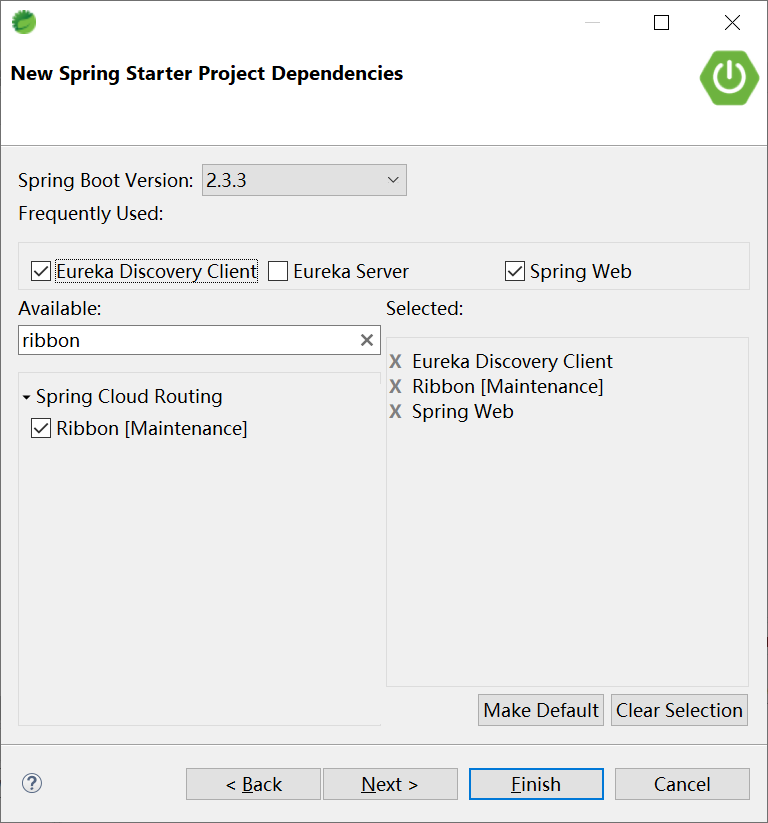 New Spring Starter Project Dependencies
Spring Boot Version: 2.3.3
Frequently Used:
Eureka Discovery Client Eureka Server Spring Web
Available:
ribbon
Spring Cloud Routing
Ribbon [Maintenance]
Selected:
X Eureka Discovery Client
X Ribbon [Maintenance]
X Spring Web
Make Default Clear Selection
? < Back Next > Finish Cancel